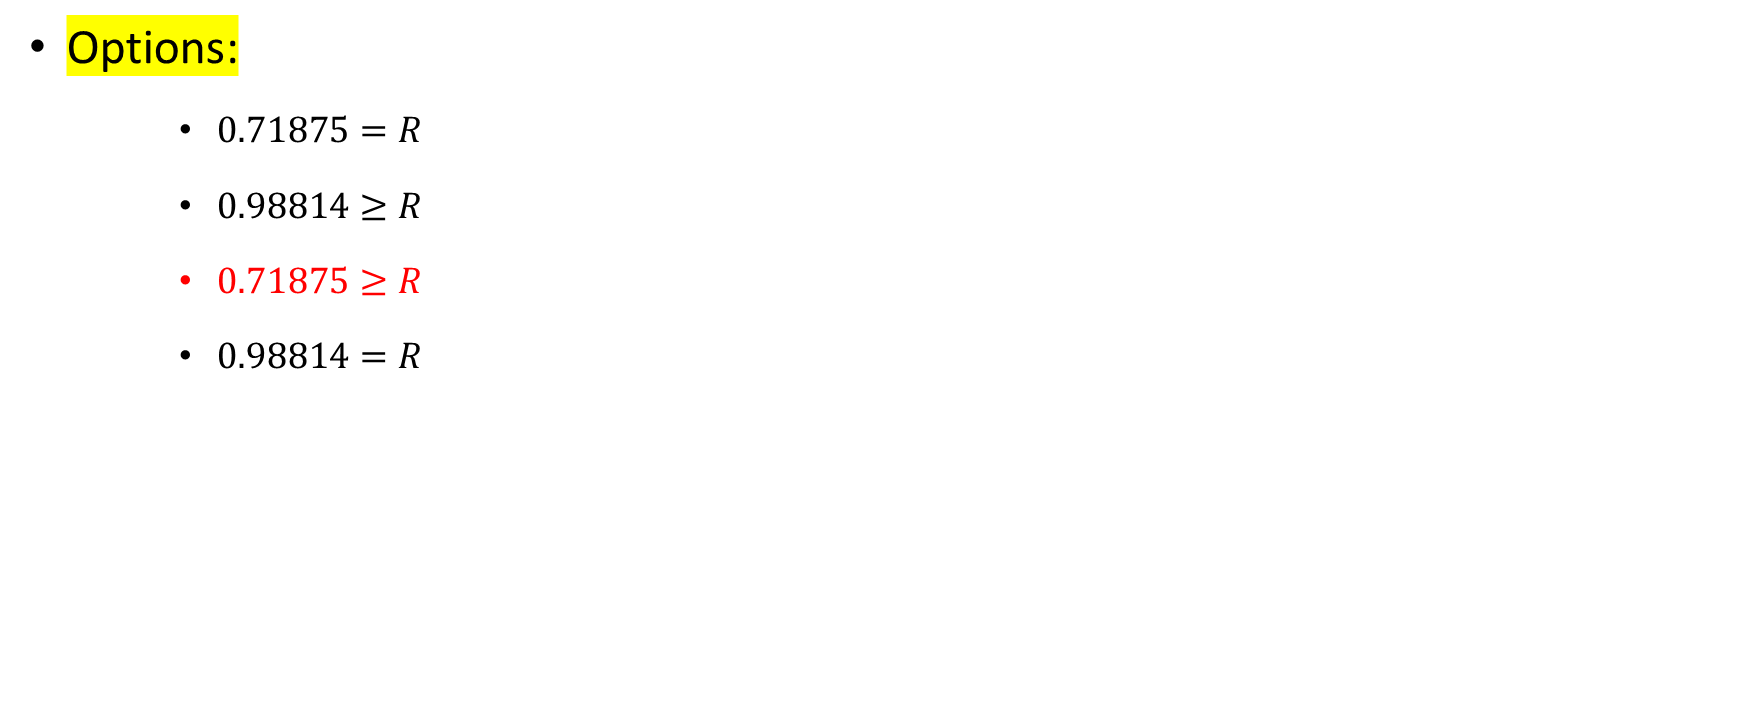 • Options:
• 0.71875 = R
• 0.98814 ≥ R
• 0.71875 ≥ R
• 0.98814 = R